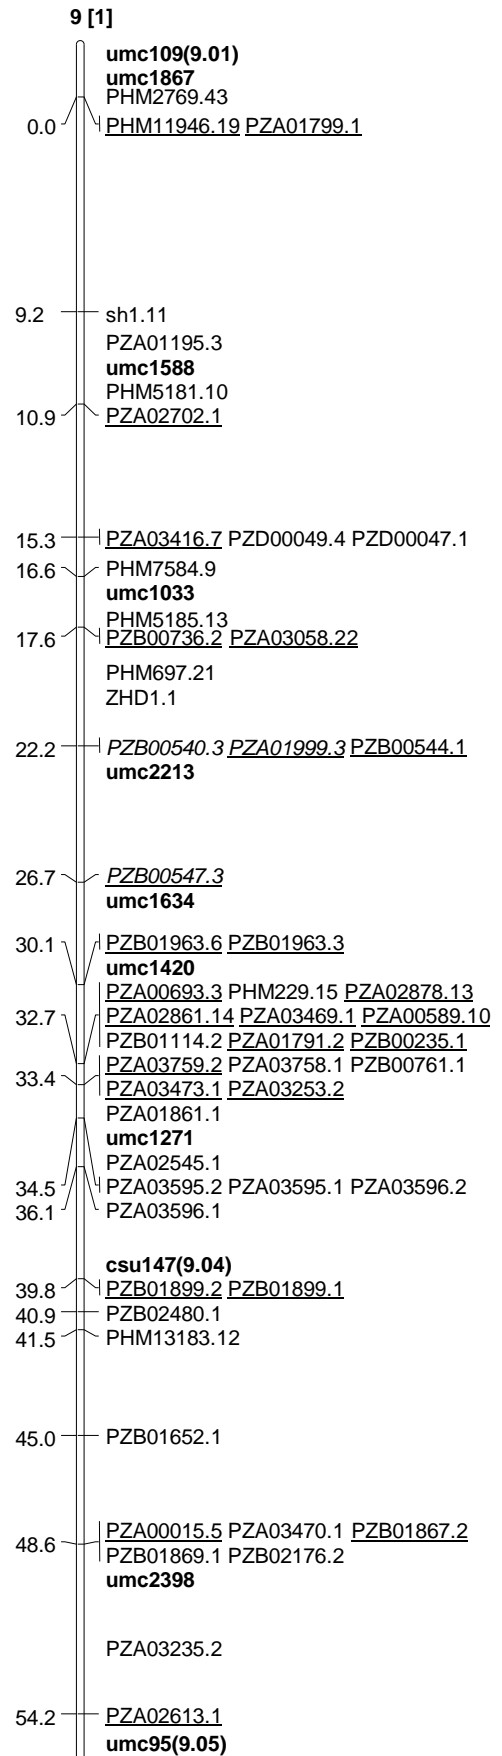 9 [1]
umc109(9.01)
umc1867
PHM2769.43
0.0 PHM11946.19 PZA01799.1
9.2 sh1.11
PZA01195.3
umc1588
PHM5181.10
10.9 PZA02702.1
15.3 PZA03416.7 PZD00049.4 PZD00047.1
16.6 PHM7584.9
umc1033
PHM5185.13
17.6 PZB00736.2 PZA03058.22
PHM697.21
ZHD1.1
22.2 PZB00540.3 PZA01999.3 PZB00544.1
umc2213
26.7 PZB00547.3
umc1634
30.1 PZB01963.6 PZB01963.3
umc1420
PZA00693.3 PHM229.15 PZA02878.13
32.7 PZA02861.14 PZA03469.1 PZA00589.10
PZB01114.2 PZA01791.2 PZB00235.1
33.4 PZA03759.2 PZA03758.1 PZB00761.1
PZA03473.1 PZA03253.2
PZA01861.1
umc1271
PZA02545.1
34.5 PZA03595.2 PZA03595.1 PZA03596.2
36.1 PZA03596.1
csu147(9.04)
39.8 PZB01899.2 PZB01899.1
40.9 PZB02480.1
41.5 PHM13183.12
45.0 PZB01652.1
48.6 PZA00015.5 PZA03470.1 PZB01867.2
PZB01869.1 PZB02176.2
umc2398
PZA03235.2
54.2 PZA02613.1
umc95(9.05)